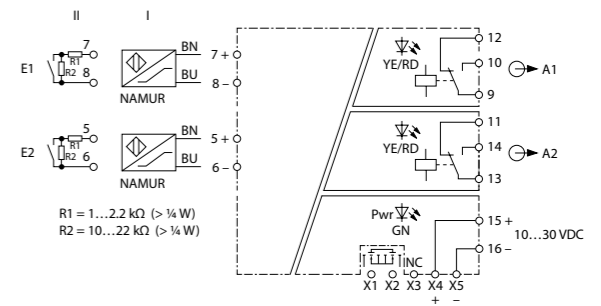 II I
E1 7 R1 R2 8 NAMUR BN 7 + BU 8 –
E2 5 R1 R2 6 NAMUR BN 5 + BU 6 –
R1 = 1…2.2 kΩ (> ¼ W)
R2 = 10…22 kΩ (> ¼ W)
YE/RD 12 10 9 A1
YE/RD 11 14 13 A2
Pwr GN 15 + 16 – 10…30 VDC
INC
X1 X2 X3 X4 X5
+ –